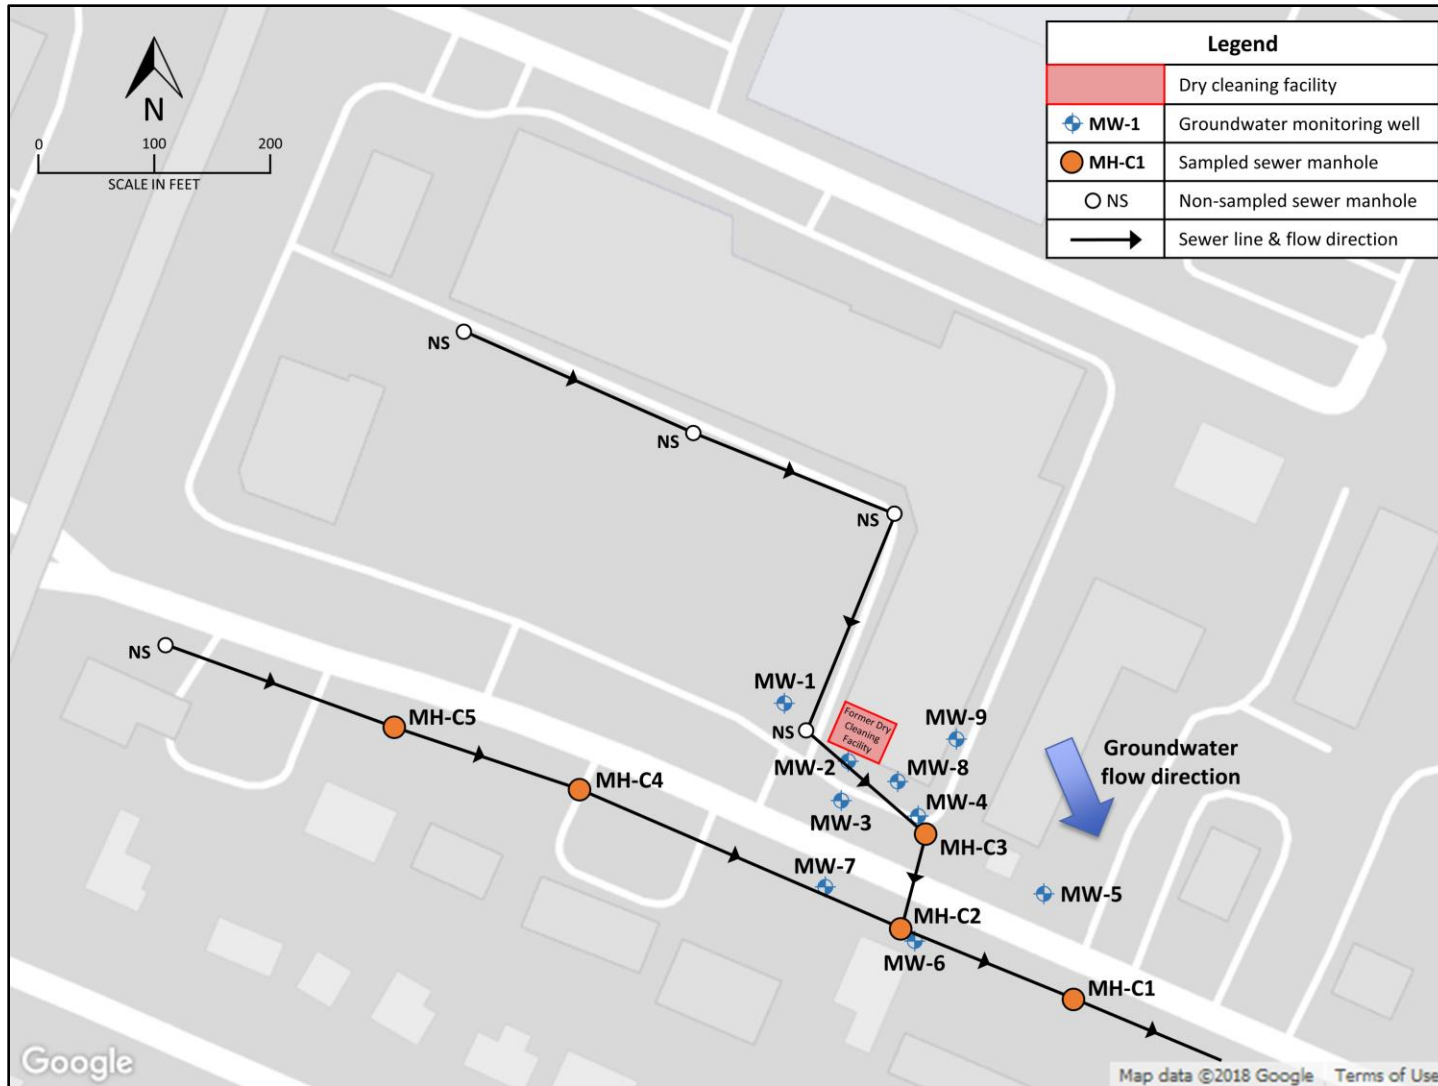 N
0 100 200
SCALE IN FEET
Legend
Dry cleaning facility
MW-1 Groundwater monitoring well
MH-C1 Sampled sewer manhole
NS Non-sampled sewer manhole
Sewer line & flow direction
NS
NS
NS
NS
MH-C5
MH-C4
MW-1
NS
Former Dry
Cleaning
Facility
MW-9
MW-2
MW-8
MW-3
MW-4
MH-C3
Groundwater
flow direction
MW-7
MW-5
MH-C2
MW-6
MH-C1
Google
Map data ©2018 Google Terms of Use